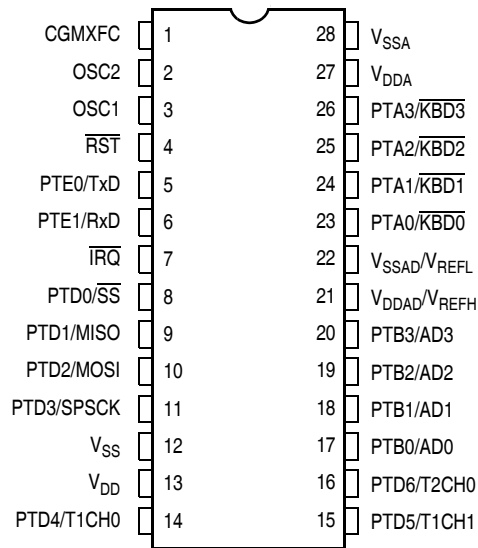 CGMXFC 1 28 VSSA
OSC2 2 27 VDDA
OSC1 3 26 PTA3/KBD3
RST 4 25 PTA2/KBD2
PTE0/TxD 5 24 PTA1/KBD1
PTE1/RxD 6 23 PTA0/KBD0
IRQ 7 22 VSSAD/VREFL
PTD0/SS 8 21 VDDAD/VREFH
PTD1/MISO 9 20 PTB3/AD3
PTD2/MOSI 10 19 PTB2/AD2
PTD3/SPSCK 11 18 PTB1/AD1
VSS 12 17 PTB0/AD0
VDD 13 16 PTD6/T2CH0
PTD4/T1CH0 14 15 PTD5/T1CH1